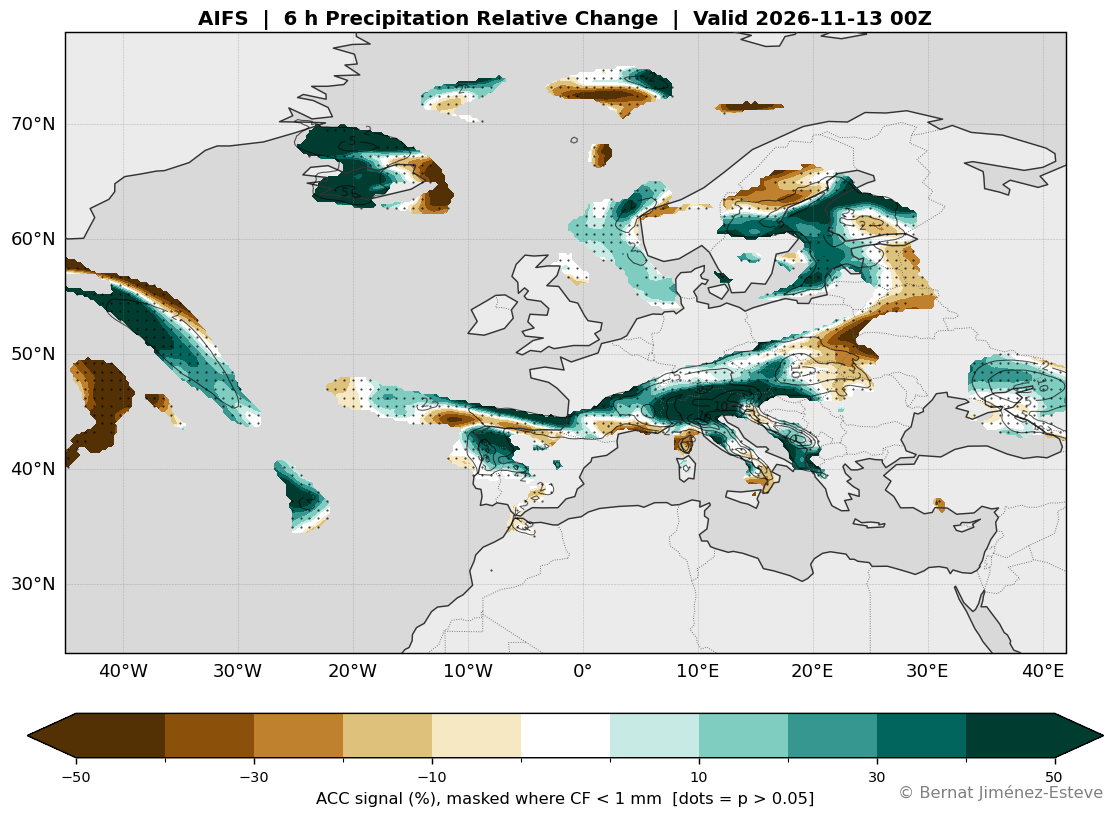 AIFS | 6 h Precipitation Relative Change | Valid 2026-11-13 00Z
70°N
60°N
50°N
40°N
30°N
40°W 30°W 20°W 10°W 0° 10°E 20°E 30°E 40°E
−50 −30 −10 10 30 50
ACC signal (%), masked where CF < 1 mm [dots = p > 0.05]
© Bernat Jiménez-Esteve